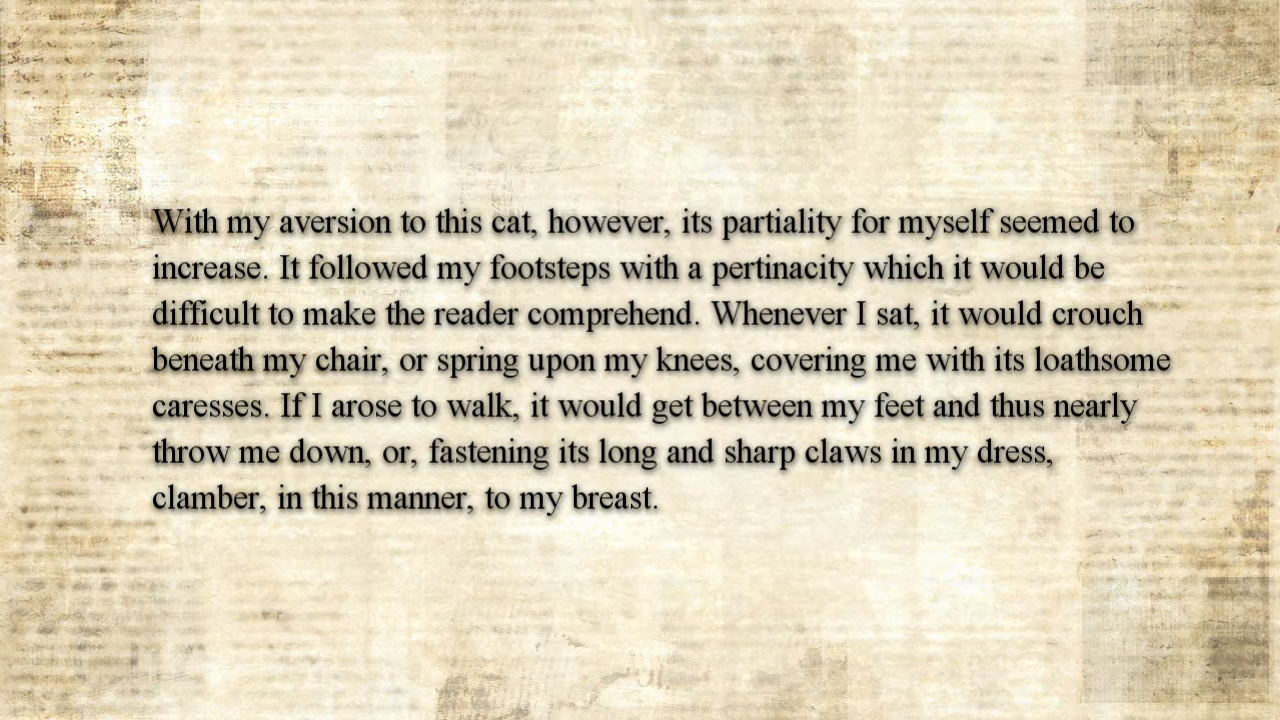 With my aversion to this cat, however, its partiality for myself seemed to
increase. It followed my footsteps with a pertinacity which it would be
difficult to make the reader comprehend. Whenever I sat, it would crouch
beneath my chair, or spring upon my knees, covering me with its loathsome
caresses. If I arose to walk, it would get between my feet and thus nearly
throw me down, or, fastening its long and sharp claws in my dress,
clamber, in this manner, to my breast.